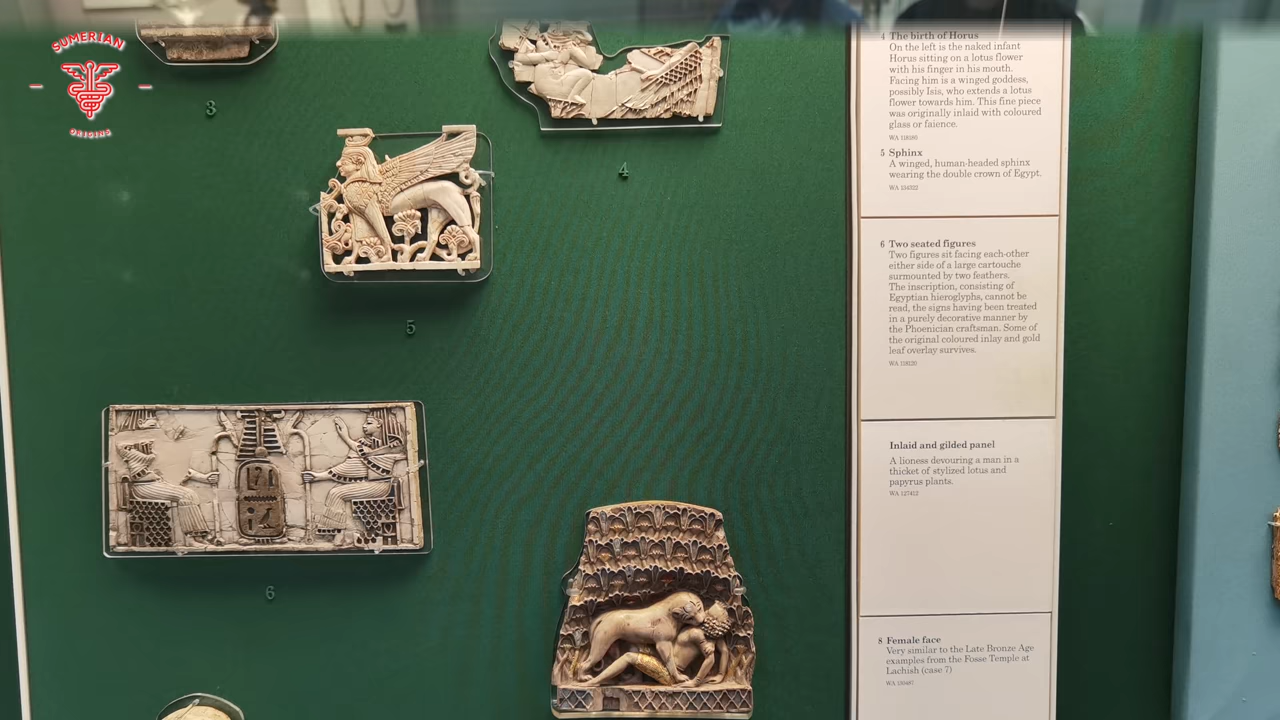 SUMERIAN
ORIGINS
3
4
5
6
4 The birth of Horus
On the left is the naked infant
Horus sitting on a lotus flower
with his finger in his mouth.
Facing him is a winged goddess,
possibly Isis, who extends a lotus
flower towards him. This fine piece
was originally inlaid with coloured
glass or faience.
5 Sphinx
A winged, human-headed sphinx
wearing the double crown of Egypt.
WA 134322
6 Two seated figures
Two figures sit facing each-other
either side of a large cartouche
surmounted by two feathers.
The inscription, consisting of
Egyptian hieroglyphs, cannot be
read, the signs having been treated
in a purely decorative manner by
the Phoenician craftsman. Some of
the original coloured inlay and gold
leaf overlay survives.
WA 118120
Inlaid and gilded panel
A lioness devouring a man in a
thicket of stylized lotus and
papyrus plants.
WA 127412
8 Female face
Very similar to the Late Bronze Age
examples from the Fosse Temple at
Lachish (case 7)